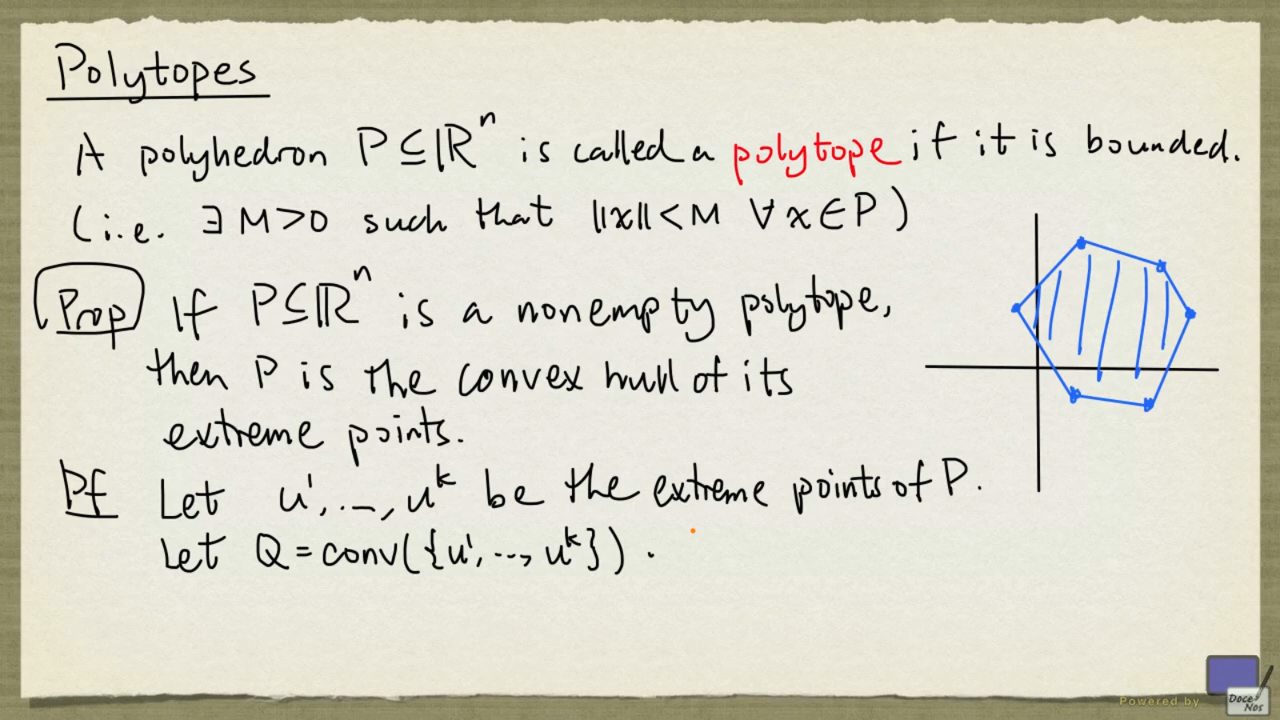 Polytopes
A polyhedron P ⊆ ℝⁿ is called a polytope if it is bounded.
(i.e. ∃ M > 0 such that ‖x‖ < M ∀ x ∈ P)
Prop If P ⊆ ℝⁿ is a nonempty polytope,
then P is the convex hull of its
extreme points.
Pf Let u¹, ..., uᵏ be the extreme points of P.
Let Q = conv({u¹, ..., uᵏ}).
Powered by
Doce
Nos